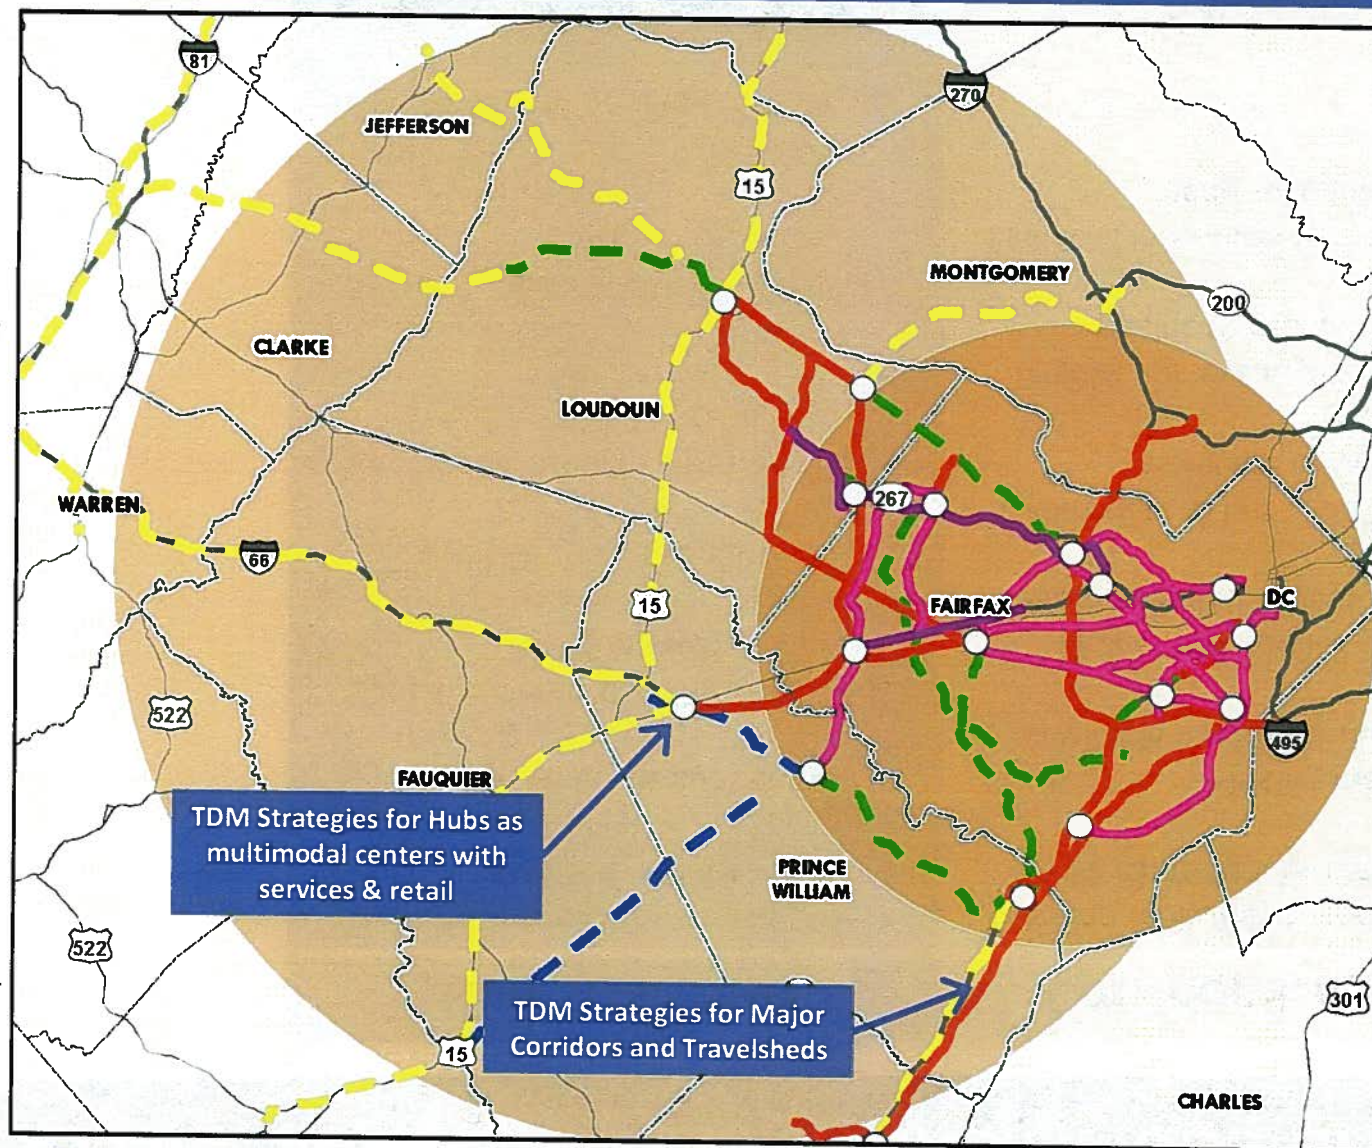 81
270
JEFFERSON
15
MONTGOMERY
200
CLARKE
LOUDOUN
267
WARREN
66
15
FAIRFAX
DC
522
495
FAUQUIER
TDM Strategies for Hubs as
multimodal centers with
services & retail
PRINCE
WILLIAM
522
301
TDM Strategies for Major
Corridors and Travelsheds
15
CHARLES